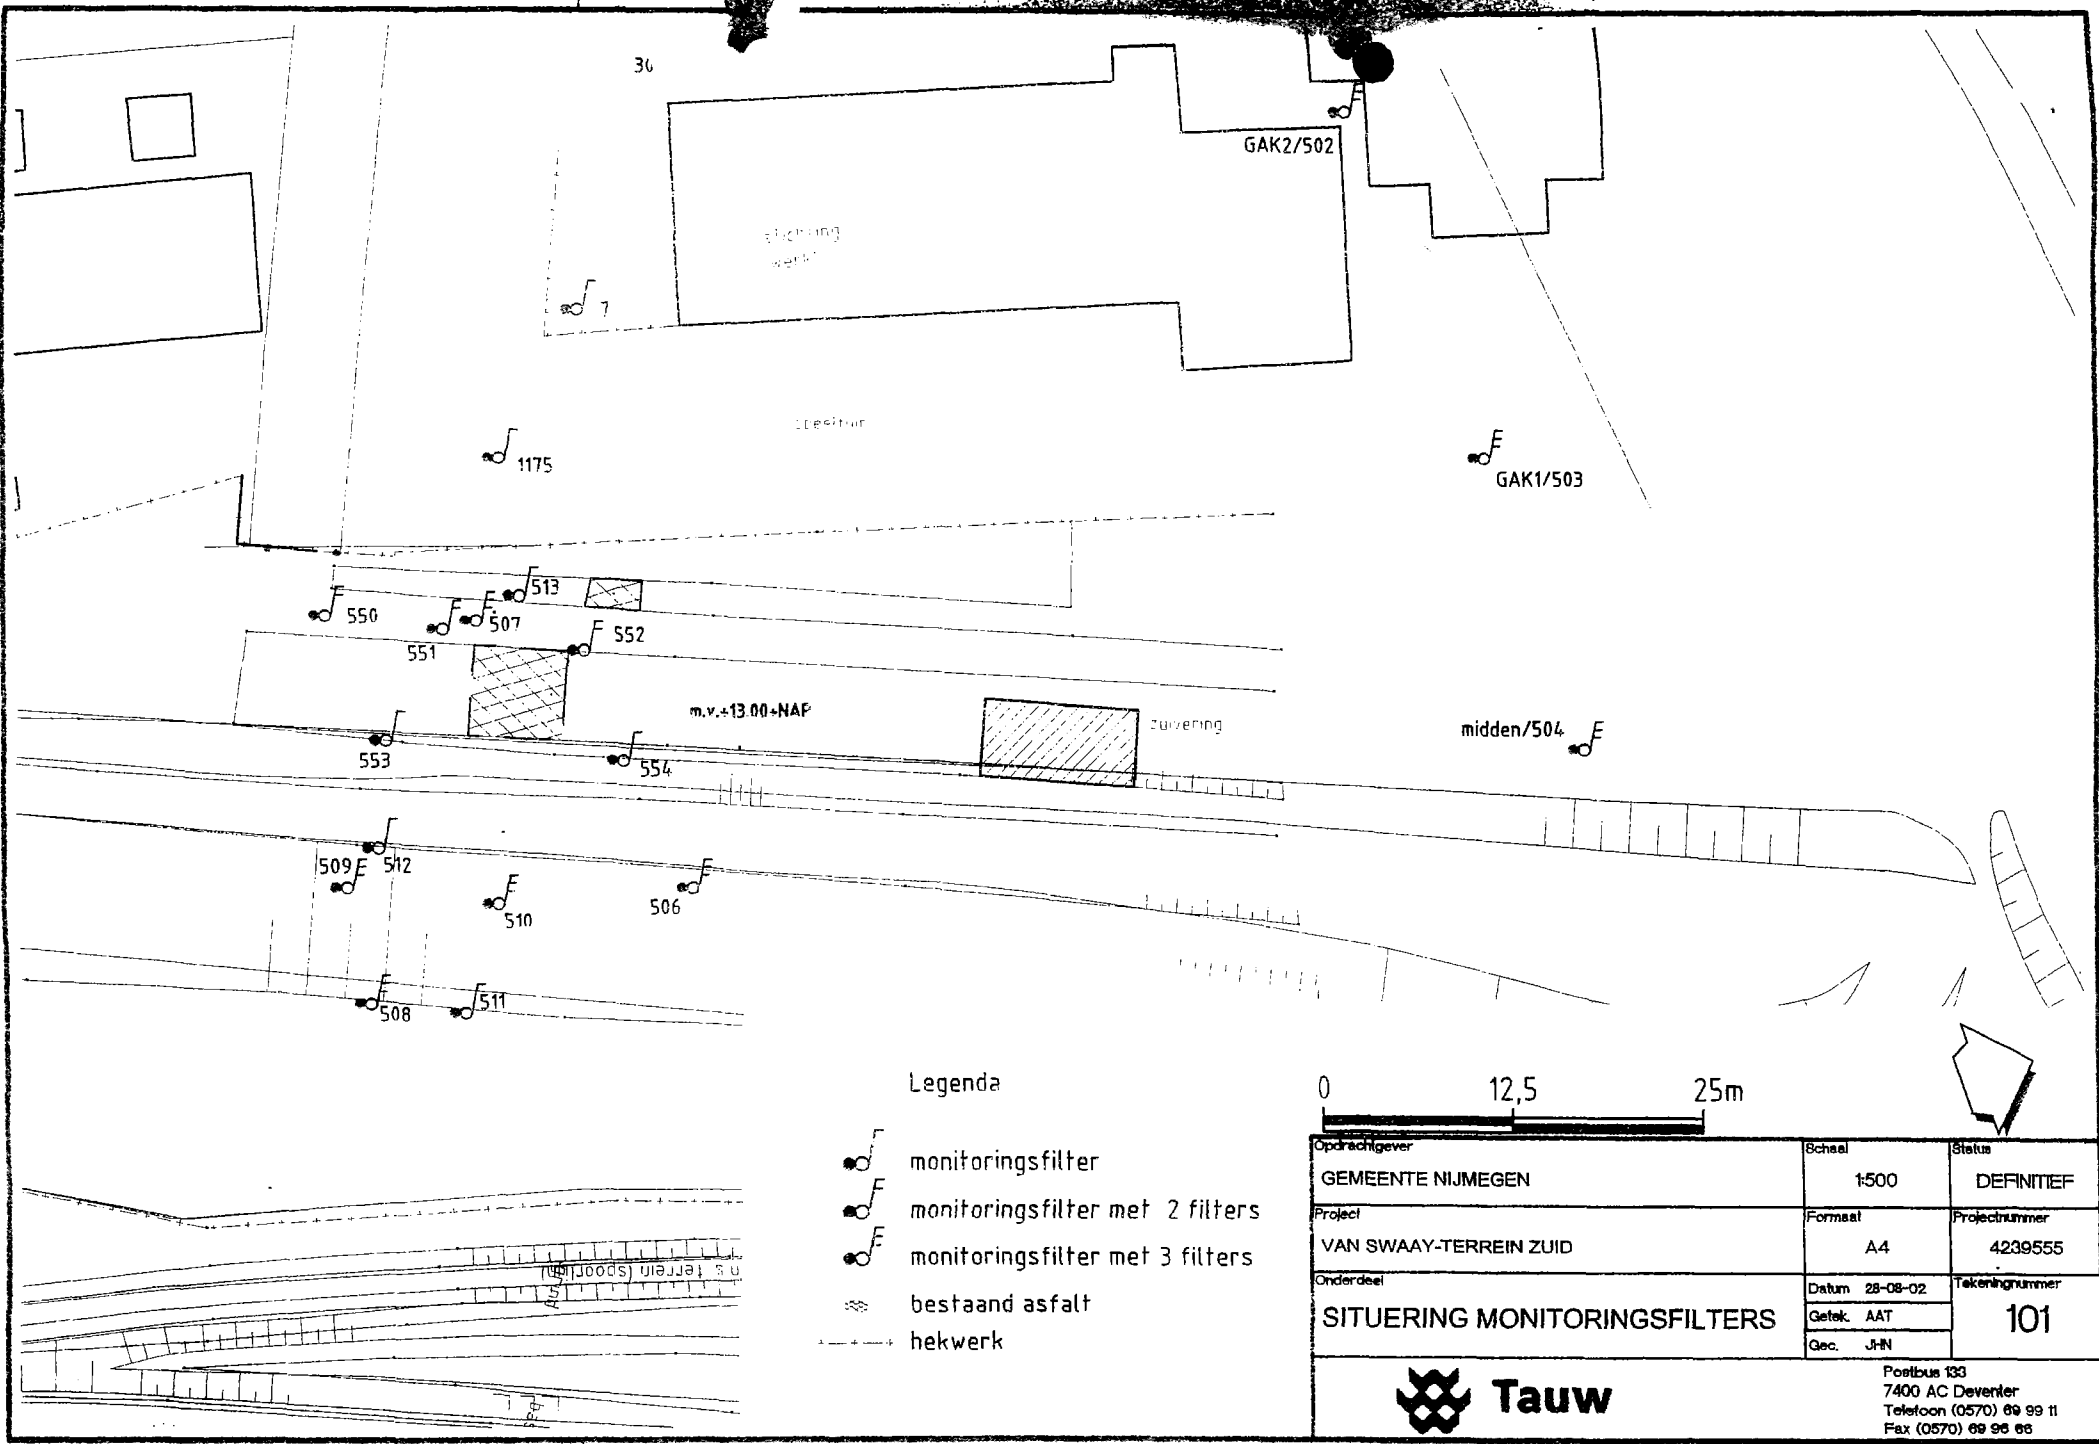 GAK2/502
7
1175
GAK1/503
513
550
507
551
552
m.v.±13.00+NAP
zuivering
midden/504
553
554
509
512
510
506
508
511
Legenda
monitoringsfilter
monitoringsfilter met 2 filters
monitoringsfilter met 3 filters
bestaand asfalt
hekwerk
0 12,5 25m
Opdrachtgever
GEMEENTE NIJMEGEN
Schaal
1:500
Status
DEFINITIEF
Project
VAN SWAAY-TERREIN ZUID
Formaat
A4
Projectnummer
4239555
Onderdeel
SITUERING MONITORINGSFILTERS
Datum 28-08-02
Getek. AAT
Gec. JHN
Tekeningnummer
101
Tauw
Postbus 133
7400 AC Deventer
Telefoon (0570) 69 99 11
Fax (0570) 69 96 66
terrein (spoorlijn)